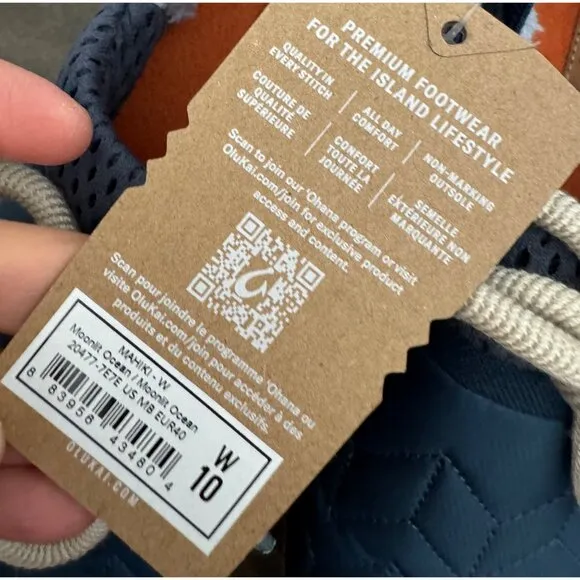 PREMIUM FOOTWEAR
FOR THE ISLAND LIFESTYLE
QUALITY IN
EVERY STITCH
COUTURE DE
QUALITÉ
SUPÉRIEURE
ALL DAY
COMFORT
CONFORT
TOUTE LA
JOURNÉE
NON-MARKING
OUTSOLE
SEMELLE
EXTÉRIEURE NON
MARQUANTE
Scan to join our 'Ohana program or visit
OluKai.com/join for exclusive product
access and content.
Scan pour joindre le programme 'Ohana ou
visite OluKai.com/join pour accéder à des
produits et du contenu exclusifs.
MAHIKI - W
Moonlit Ocean / Moonlit Ocean
20477-7E7E US MB EUR40
8 83958 43480 4
W
10
OLUKAI.COM